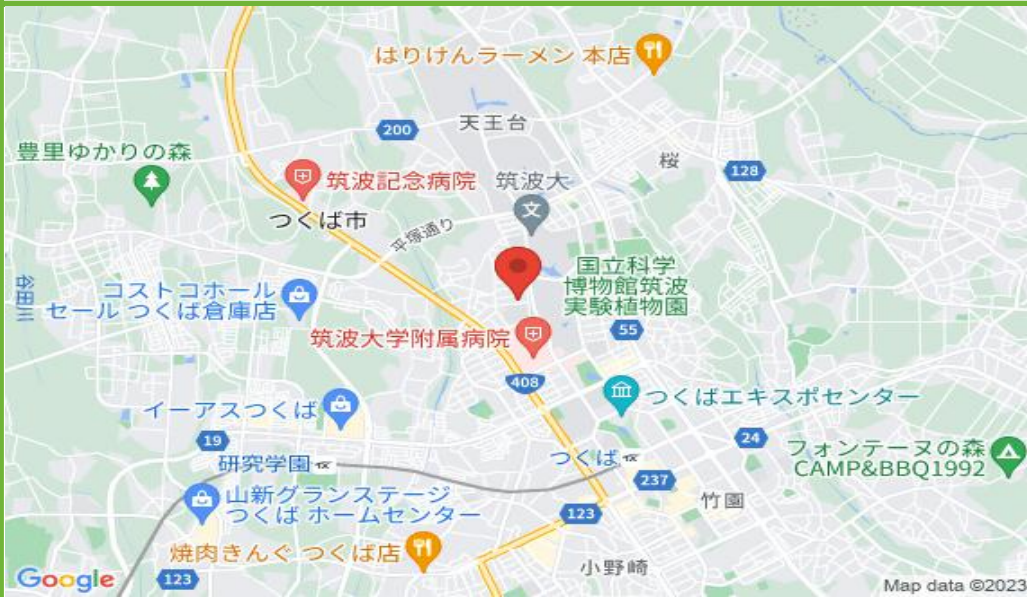 はりけんラーメン 本店
天王台
200
豊里ゆかりの森
桜
128
筑波記念病院
筑波大
文
つくば市
平塚通り
国立科学
博物館筑波
実験植物園
谷田川
コストコホール
セール つくば倉庫店
筑波大学附属病院
55
408
つくばエキスポセンター
イーアスつくば
19
24
フォンテーヌの森
CAMP&BBQ1992
研究学園
つくば
237
山新グランステージ
つくば ホームセンター
竹園
123
焼肉きんぐ つくば店
小野崎
Google
123
Map data ©2023